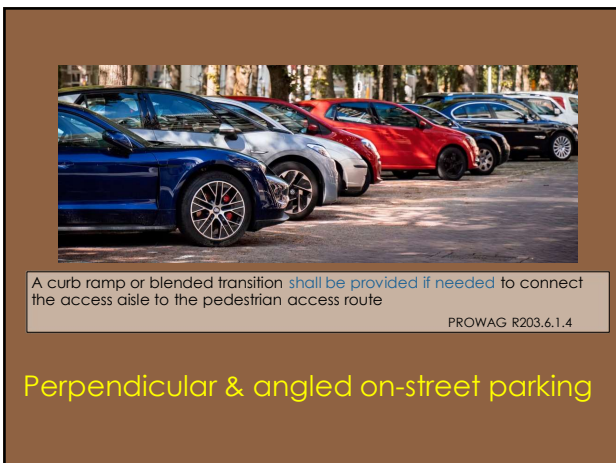 A curb ramp or blended transition shall be provided if needed to connect
the access aisle to the pedestrian access route
PROWAG R203.6.1.4
Perpendicular & angled on-street parking